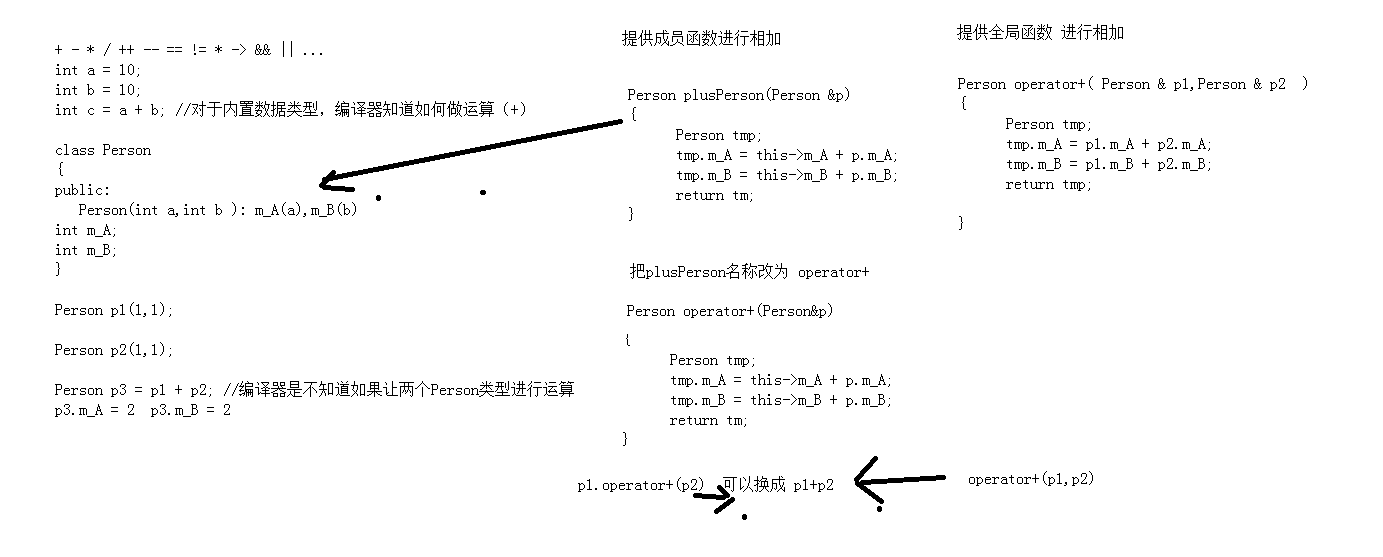 + - * / ++ -- == != * -> && || ...
int a = 10;
int b = 10;
int c = a + b; //对于内置数据类型，编译器知道如何做运算（+）
class Person
{
public:
Person(int a,int b ): m_A(a),m_B(b)
int m_A;
int m_B;
}
Person p1(1,1);
Person p2(1,1);
Person p3 = p1 + p2; //编译器是不知道如果让两个Person类型进行运算
p3.m_A = 2  p3.m_B = 2
提供成员函数进行相加
Person plusPerson(Person &p)
{
Person tmp;
tmp.m_A = this->m_A + p.m_A;
tmp.m_B = this->m_B + p.m_B;
return tm;
}
把plusPerson名称改为 operator+
Person operator+(Person&p)
{
Person tmp;
tmp.m_A = this->m_A + p.m_A;
tmp.m_B = this->m_B + p.m_B;
return tm;
}
p1.operator+(p2)  可以换成 p1+p2
提供全局函数 进行相加
Person operator+( Person & p1,Person & p2  )
{
Person tmp;
tmp.m_A = p1.m_A + p2.m_A;
tmp.m_B = p1.m_B + p2.m_B;
return tmp;
}
operator+(p1,p2)